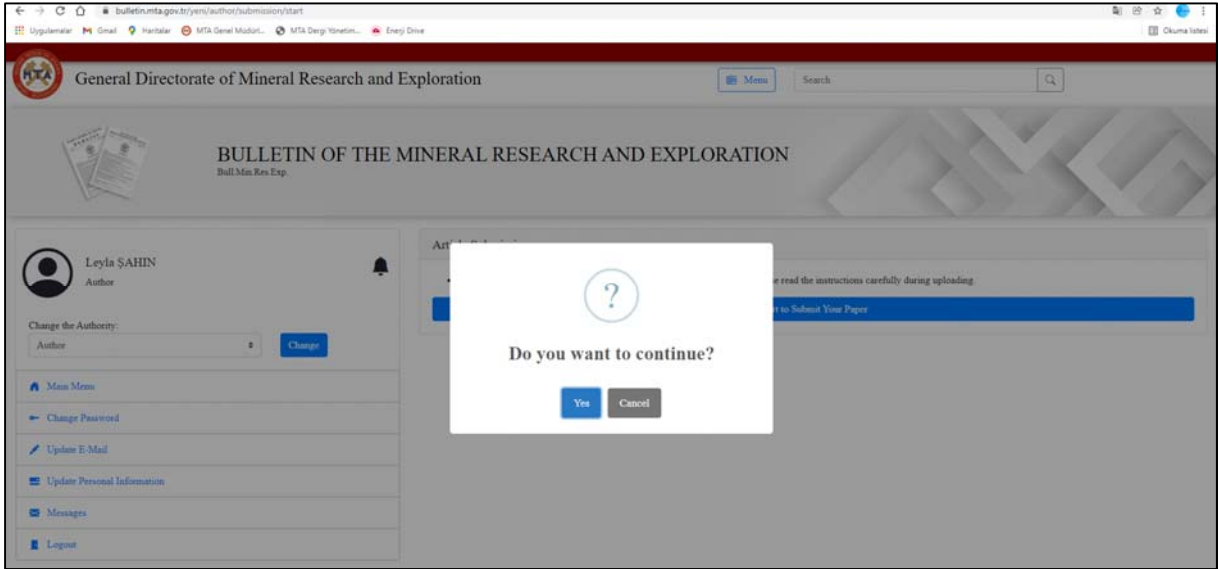 bulletin.mta.gov.tr/yeni/author/submission/start
Uygulamalar Gmail Haritalar MTA Genel Müdürl... MTA Dergi Yönetim... Enerji Drive Okuma listesi
MTA
General Directorate of Mineral Research and Exploration Menu Search
BULLETIN OF THE MINERAL RESEARCH AND EXPLORATION
Bull.Min.Res.Exp.
Leyla ŞAHIN
Author
Change the Authority:
Author Change
Main Menu
Change Password
Update E-Mail
Update Personal Information
Messages
Logout
read the instructions carefully during uploading.
to Submit Your Paper
?
Do you want to continue?
Yes Cancel